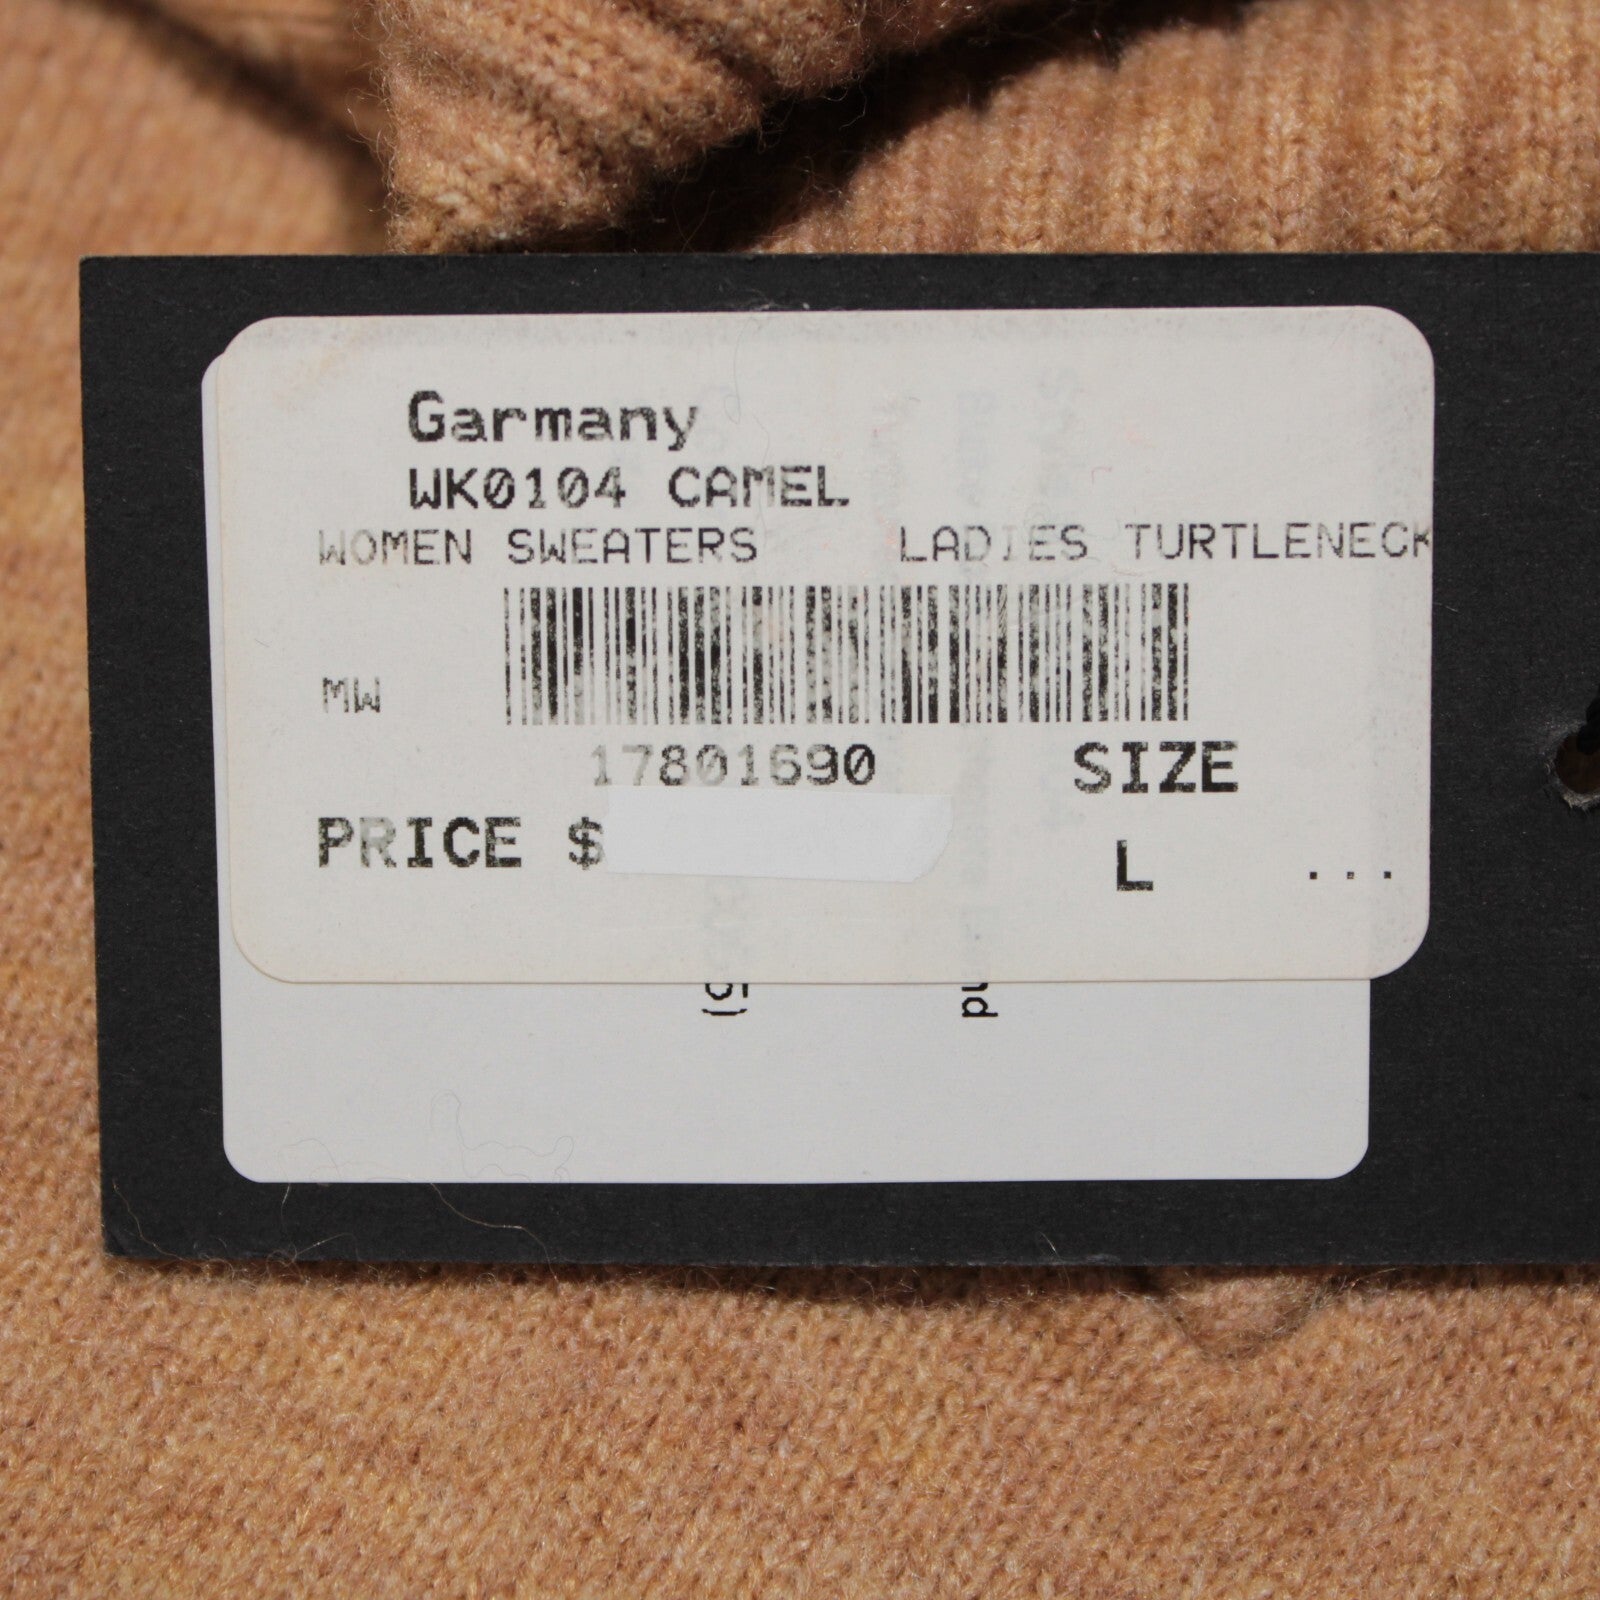 Garmany
WK0104 CAMEL
WOMEN SWEATERS LADIES TURTLENECK
MW
17801690 SIZE
PRICE $
L ...